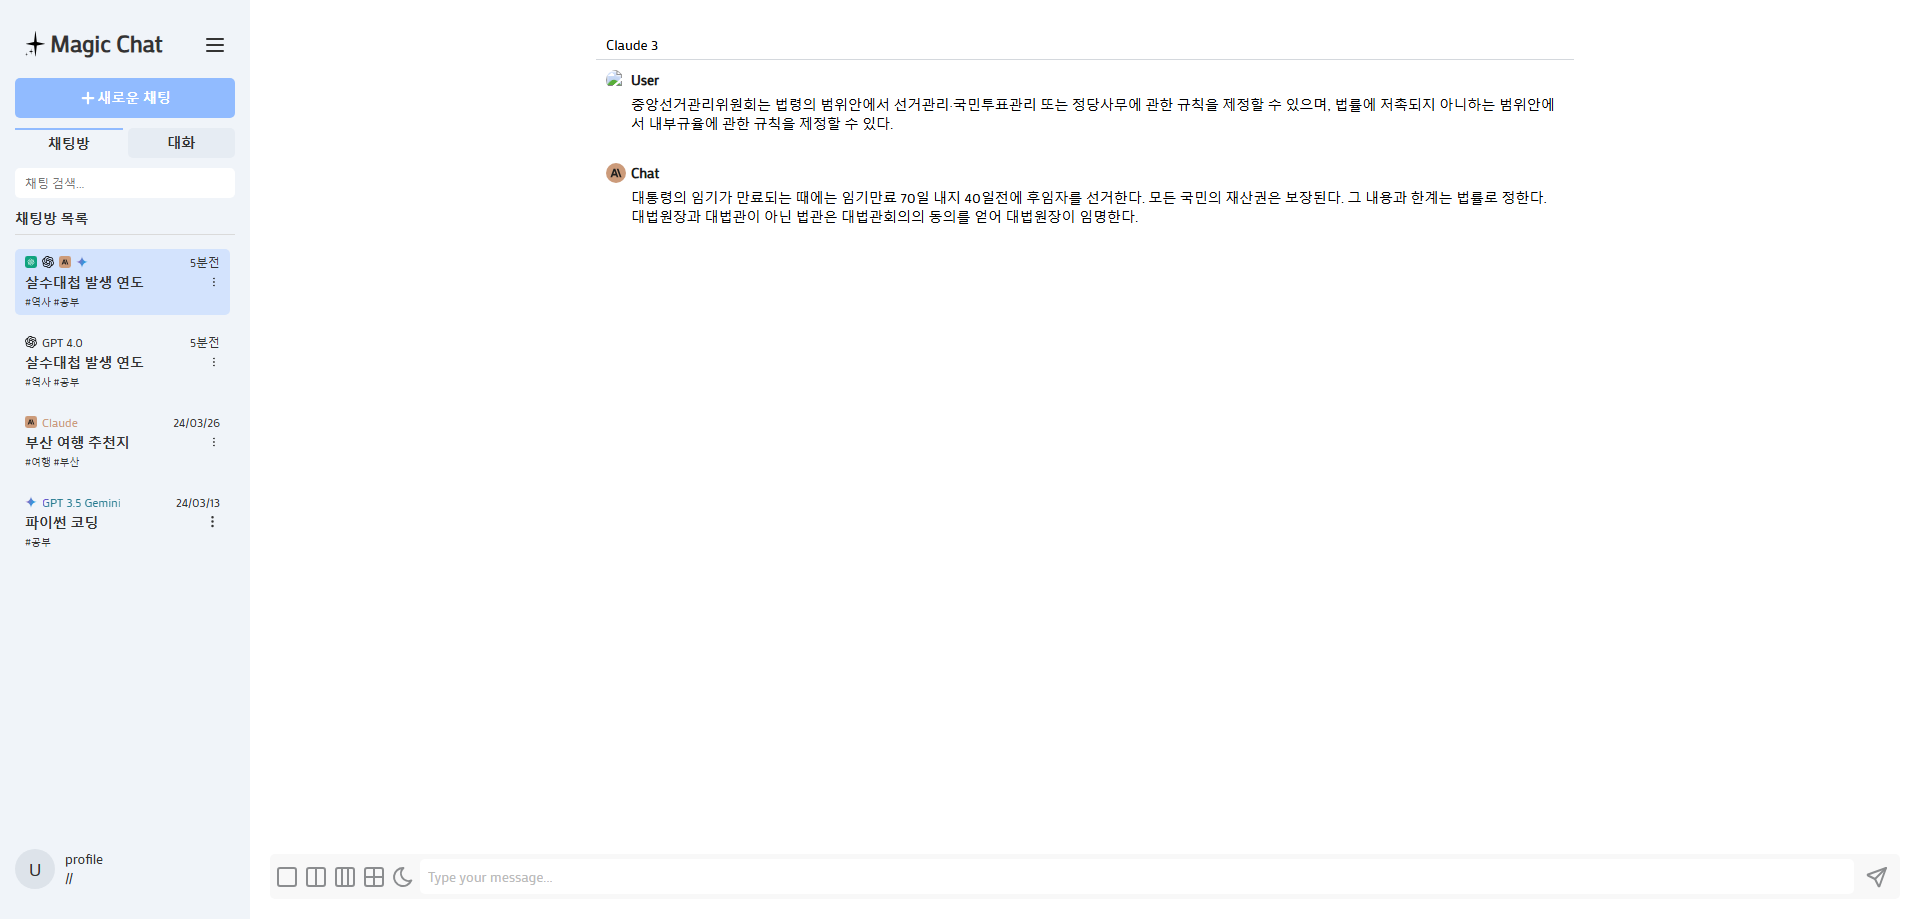 Magic Chat
새로운 채팅
채팅방 대화
채팅 검색...
채팅방 목록
5분전
살수대첩 발생 연도
#역사 #공부
GPT 4.0 5분전
살수대첩 발생 연도
#역사 #공부
Claude 24/03/26
부산 여행 추천지
#여행 #부산
GPT 3.5 Gemini 24/03/13
파이썬 코딩
#공부
U
profile
//
Claude 3
User
중앙선거관리위원회는 법령의 범위안에서 선거관리·국민투표관리 또는 정당사무에 관한 규칙을 제정할 수 있으며, 법률에 저촉되지 아니하는 범위안에
서 내부규율에 관한 규칙을 제정할 수 있다.
Chat
대통령의 임기가 만료되는 때에는 임기만료 70일 내지 40일전에 후임자를 선거한다. 모든 국민의 재산권은 보장된다. 그 내용과 한계는 법률로 정한다.
대법원장과 대법관이 아닌 법관은 대법관회의의 동의를 얻어 대법원장이 임명한다.
Type your message...